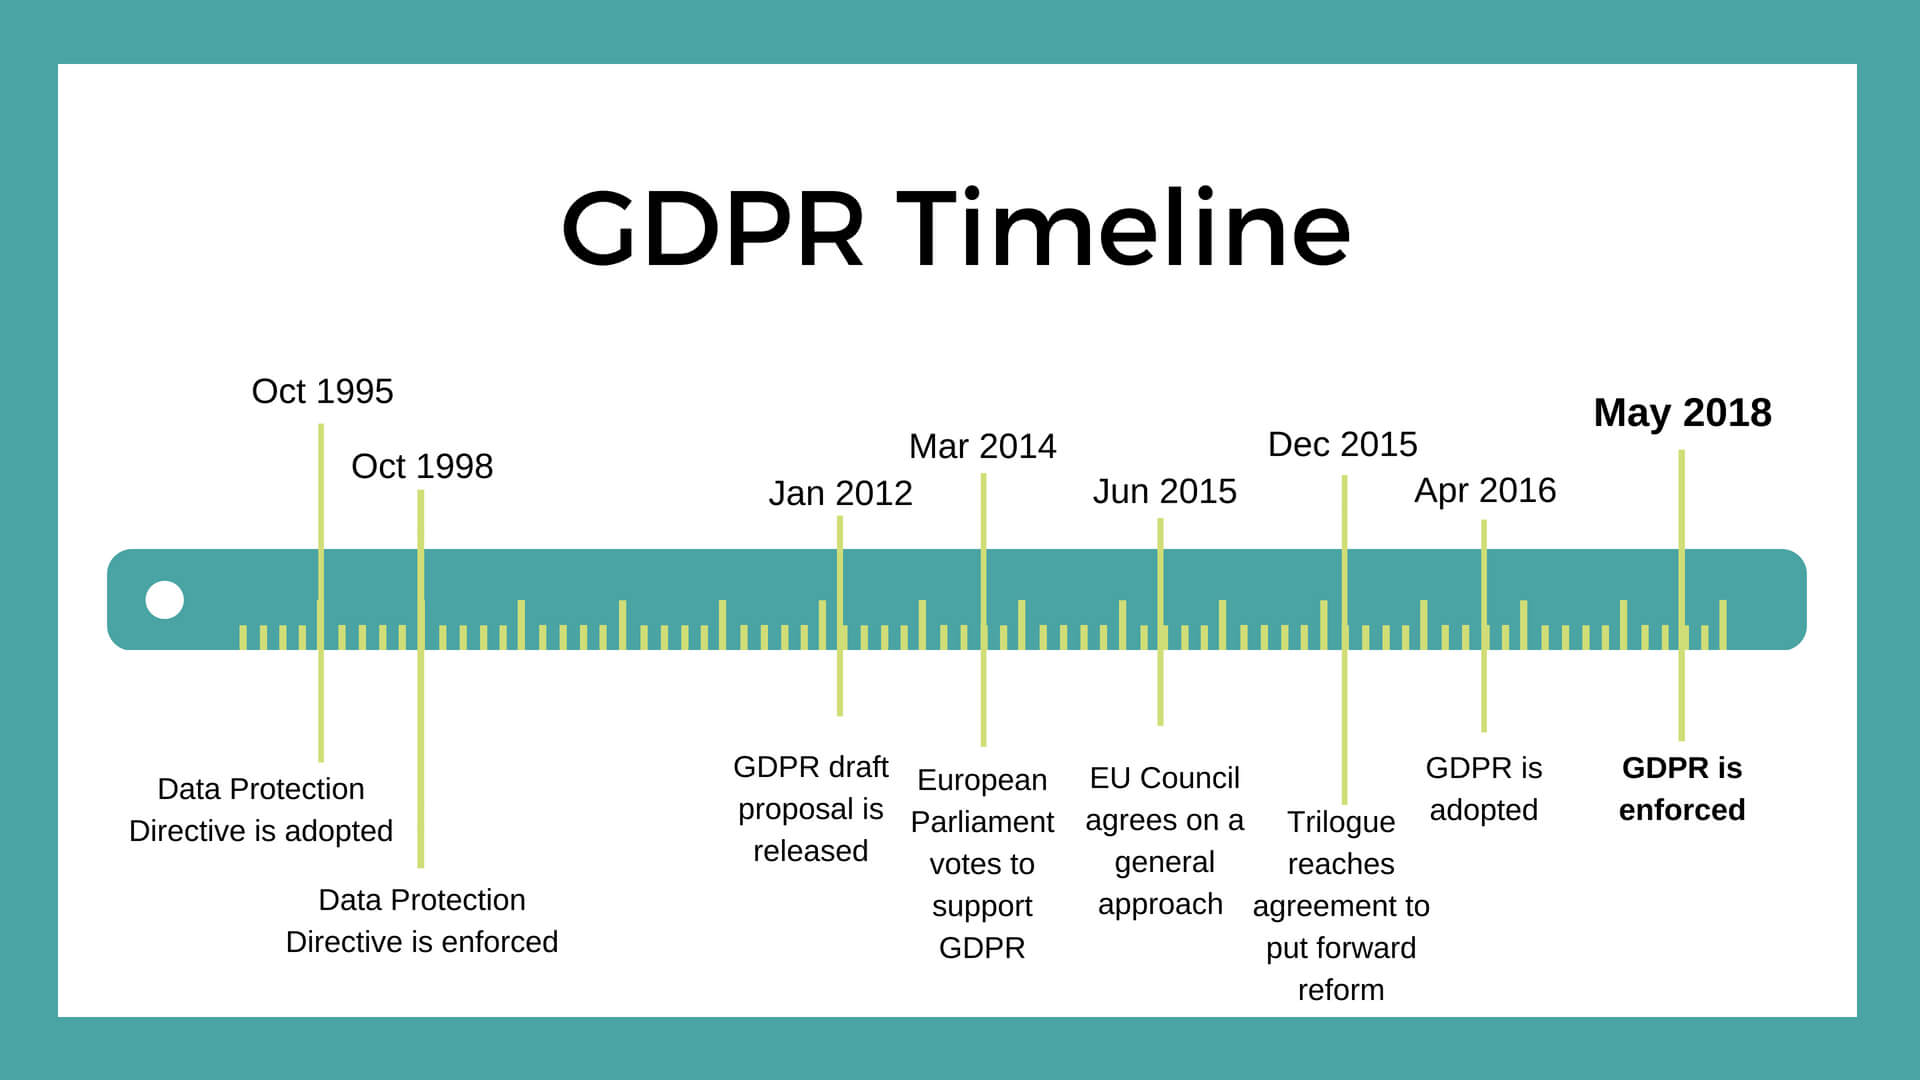 GDPR Timeline
Oct 1995
Oct 1998
Jan 2012
Mar 2014
Jun 2015
Dec 2015
Apr 2016
May 2018
Data Protection
Directive is adopted
Data Protection
Directive is enforced
GDPR draft
proposal is
released
European
Parliament
votes to
support
GDPR
EU Council
agrees on a
general
approach
Trilogue
reaches
agreement to
put forward
reform
GDPR is
adopted
GDPR is
enforced